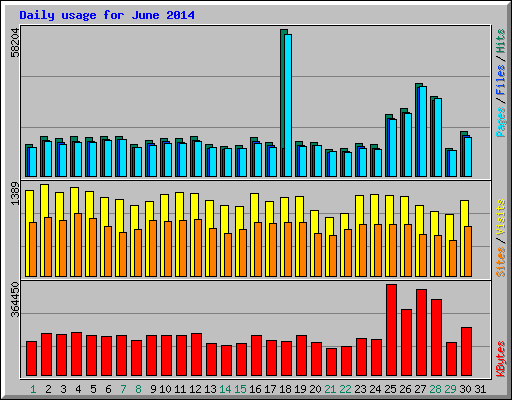 Daily usage for June 2014
58204
Pages / Files / Hits
1389
Sites / Visits
364450
KBytes
1 2 3 4 5 6 7 8 9 10 11 12 13 14 15 16 17 18 19 20 21 22 23 24 25 26 27 28 29 30 31